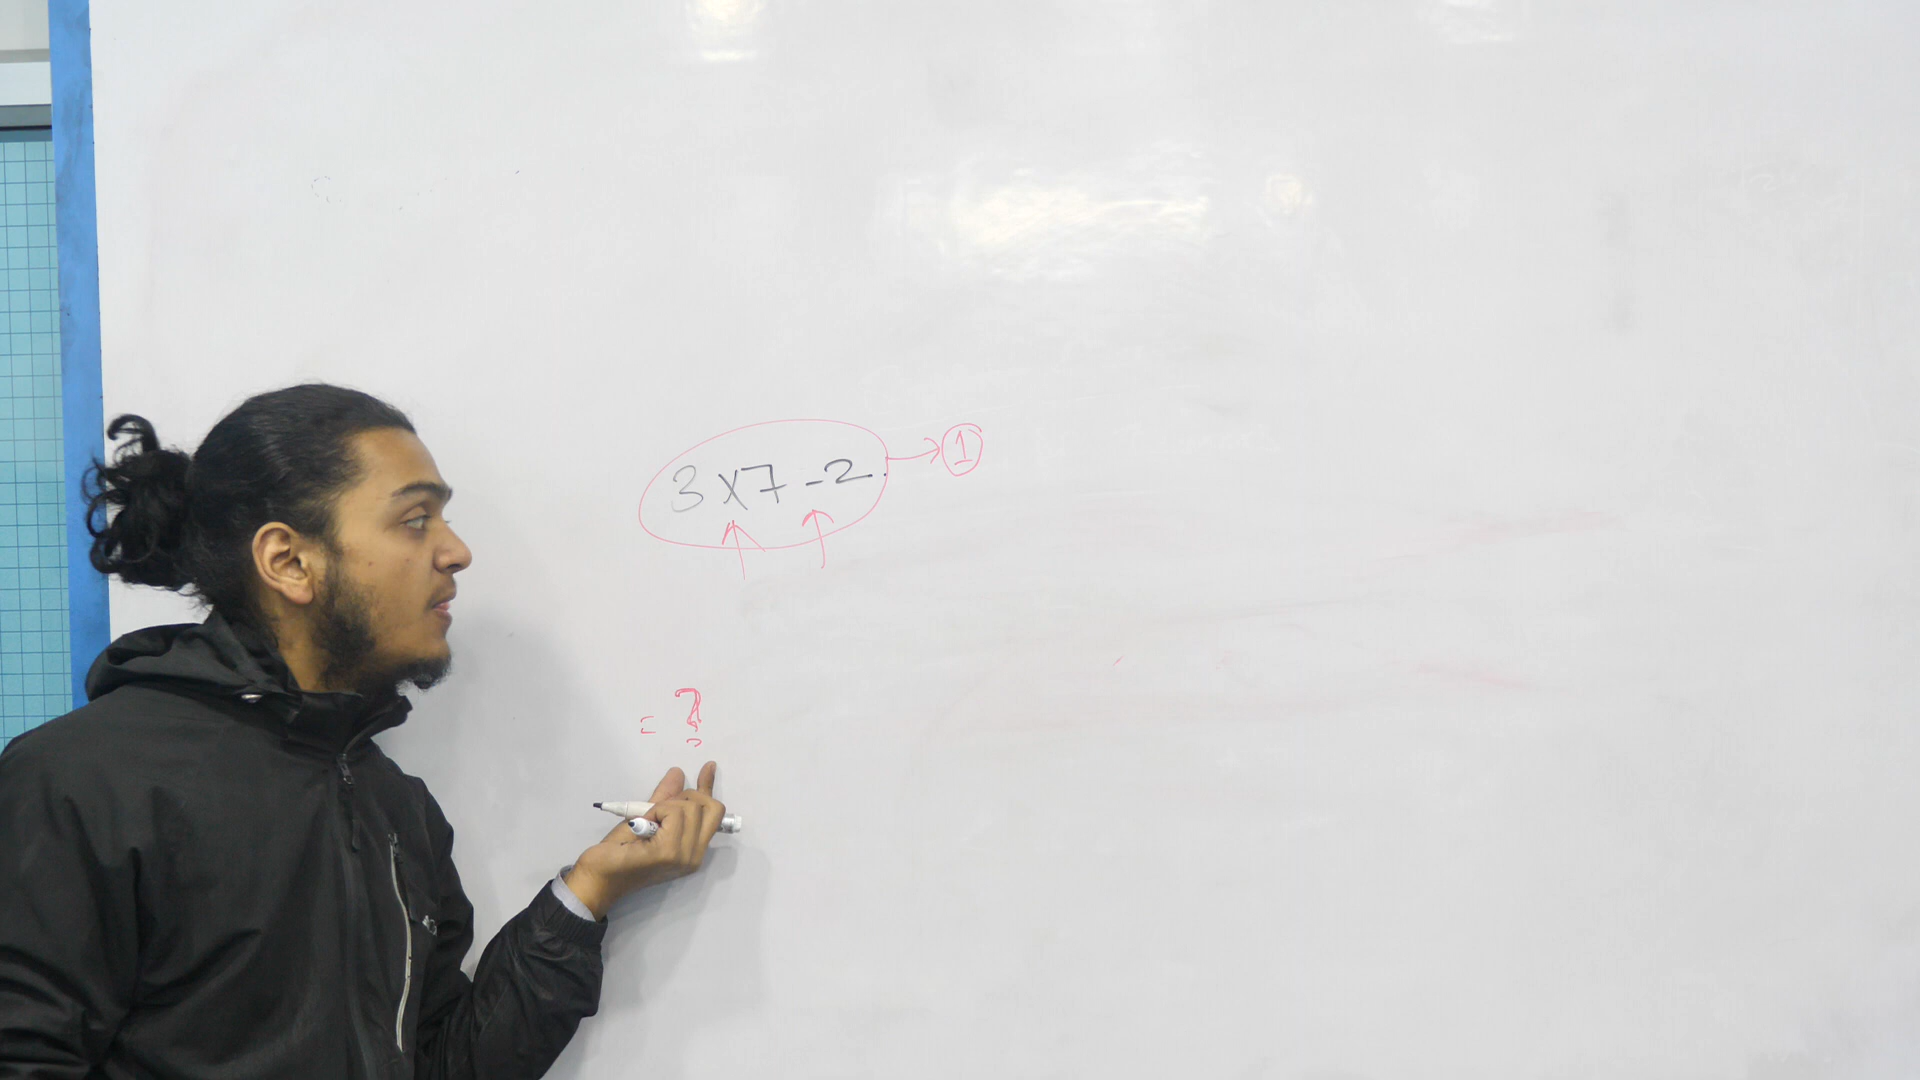 3 x 7 - 2. → 1
= ?